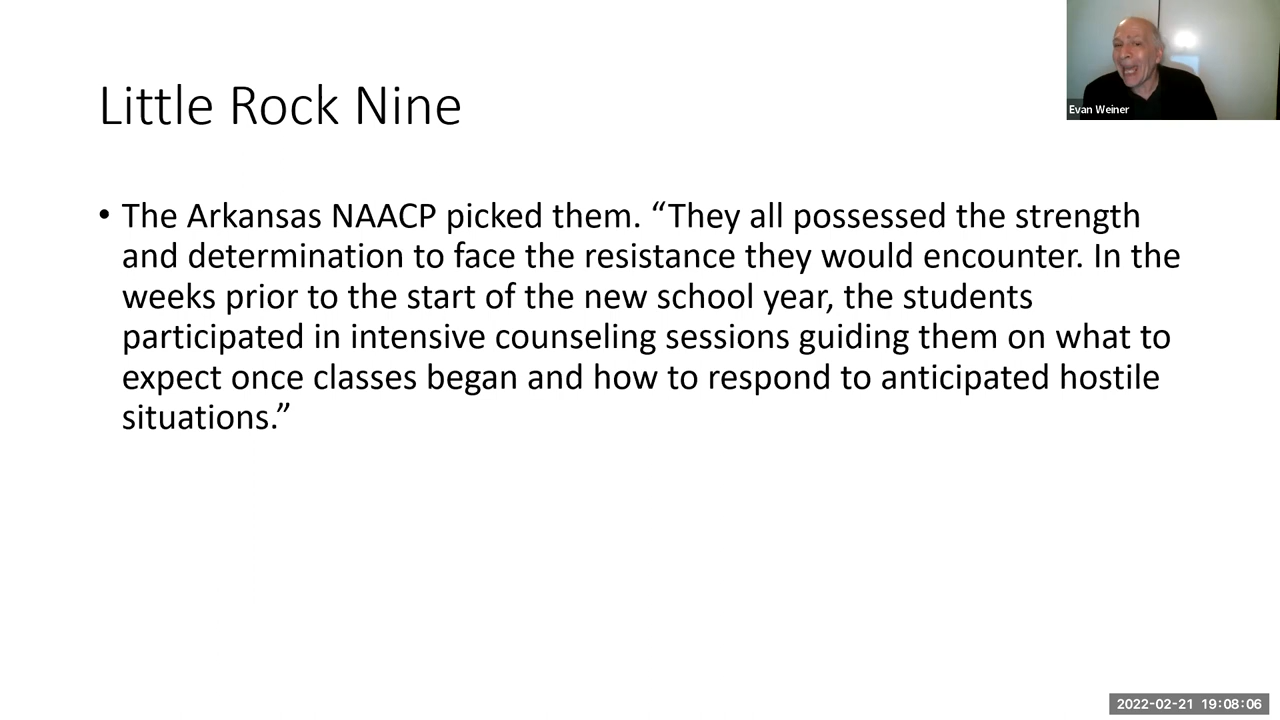 Little Rock Nine
Evan Weiner
• The Arkansas NAACP picked them. “They all possessed the strength
and determination to face the resistance they would encounter. In the
weeks prior to the start of the new school year, the students
participated in intensive counseling sessions guiding them on what to
expect once classes began and how to respond to anticipated hostile
situations.”
2022-02-21 19:08:06